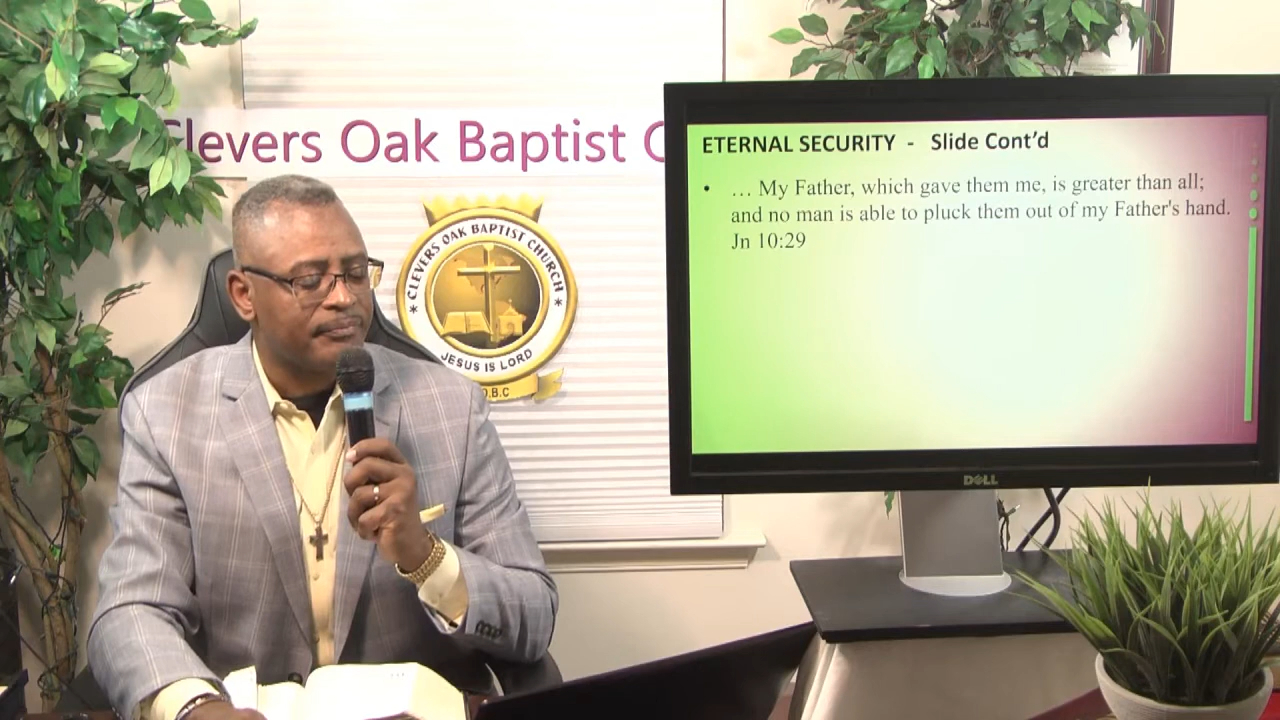 Clevers Oak Baptist C
CLEVERS OAK BAPTIST CHURCH
JESUS IS LORD
O.B.C
ETERNAL SECURITY - Slide Cont'd
• … My Father, which gave them me, is greater than all;
and no man is able to pluck them out of my Father's hand.
Jn 10:29
DELL